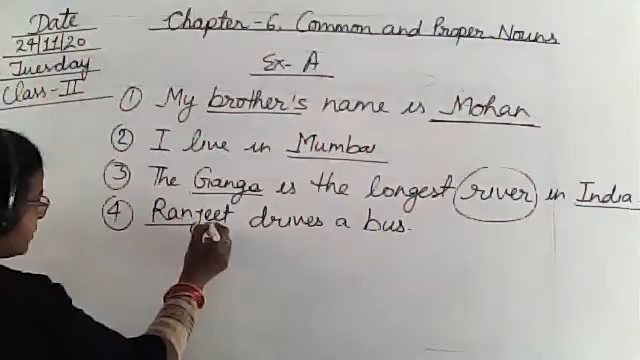 Date
24/11/20
Tuesday
Class-II
Chapter-6, Common and Proper Nouns
Ex- A
① My brother's name is Mohan
② I live in Mumbai
③ The Ganga is the longest river in India
④ Ranjeet drives a bus.